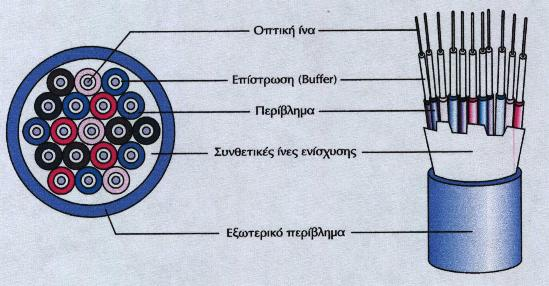 Οπτική ίνα
Επίστρωση (Buffer)
Περίβλημα
Συνθετικές ίνες ενίσχυσης
Εξωτερικό περίβλημα